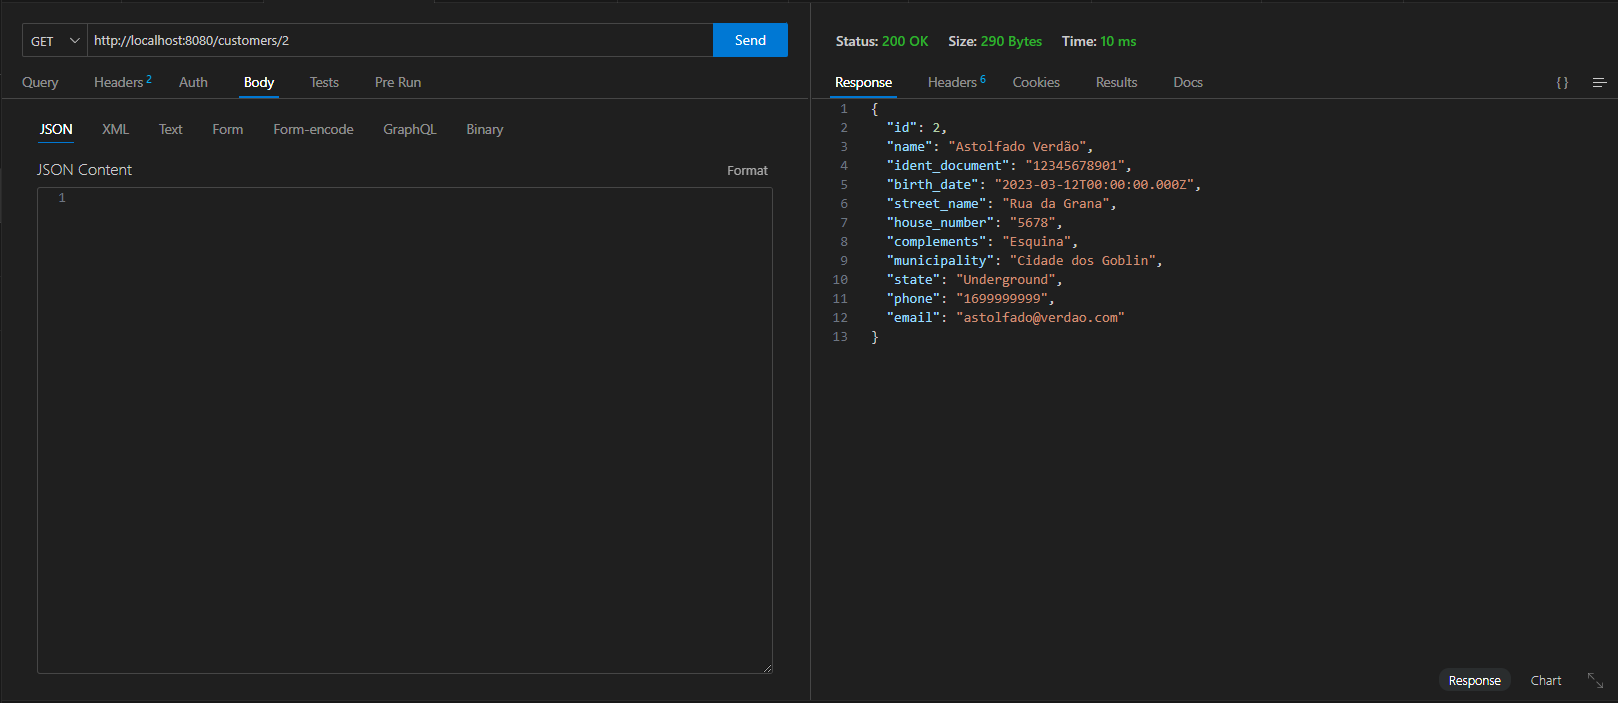 GET http://localhost:8080/customers/2 Send
Query Headers 2 Auth Body Tests Pre Run
JSON XML Text Form Form-encode GraphQL Binary
JSON Content Format
1
Status: 200 OK Size: 290 Bytes Time: 10 ms
Response Headers 6 Cookies Results Docs {}
1 {
2 "id": 2,
3 "name": "Astolfado Verdão",
4 "ident_document": "12345678901",
5 "birth_date": "2023-03-12T00:00:00.000Z",
6 "street_name": "Rua da Grana",
7 "house_number": "5678",
8 "complements": "Esquina",
9 "municipality": "Cidade dos Goblin",
10 "state": "Underground",
11 "phone": "1699999999",
12 "email": "astolfado@verdao.com"
13 }
Response Chart